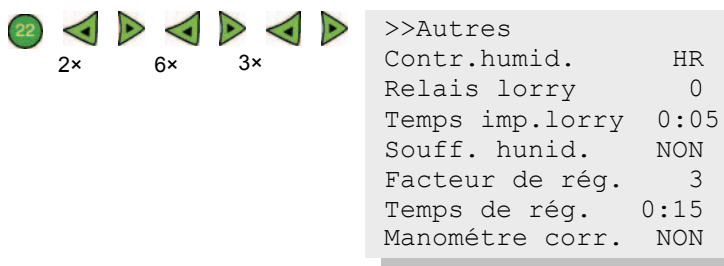 22
2× 6× 3×
>>Autres
Contr.humid. HR
Relais lorry 0
Temps imp.lorry 0:05
Souff. hunid. NON
Facteur de rég. 3
Temps de rég. 0:15
Manométre corr. NON